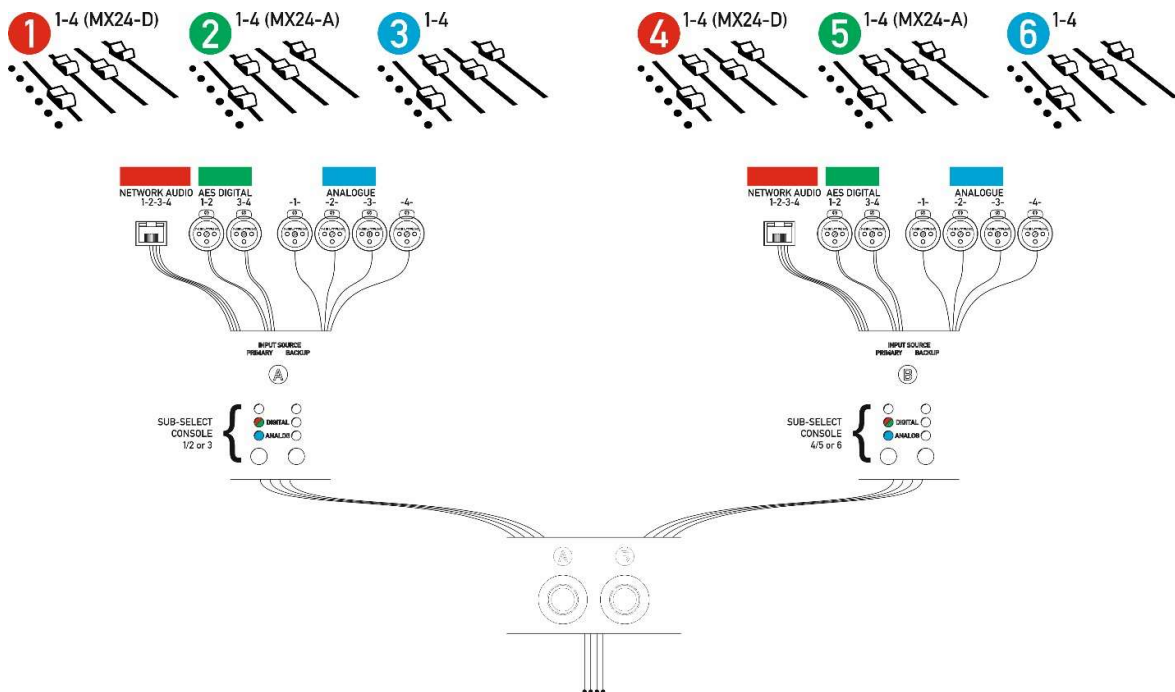 1 1-4 (MX24-D)
2 1-4 (MX24-A)
3 1-4
4 1-4 (MX24-D)
5 1-4 (MX24-A)
6 1-4
NETWORK AUDIO
1-2-3-4
AES DIGITAL
1-2 3-4
ANALOGUE
-1- -2- -3- -4-
INPUT SOURCE
PRIMARY BACKUP
A
SUB-SELECT
CONSOLE
1/2 or 3
DIGITAL
ANALOG
NETWORK AUDIO
1-2-3-4
AES DIGITAL
1-2 3-4
ANALOGUE
-1- -2- -3- -4-
INPUT SOURCE
PRIMARY BACKUP
B
SUB-SELECT
CONSOLE
4/5 or 6
DIGITAL
ANALOG
A